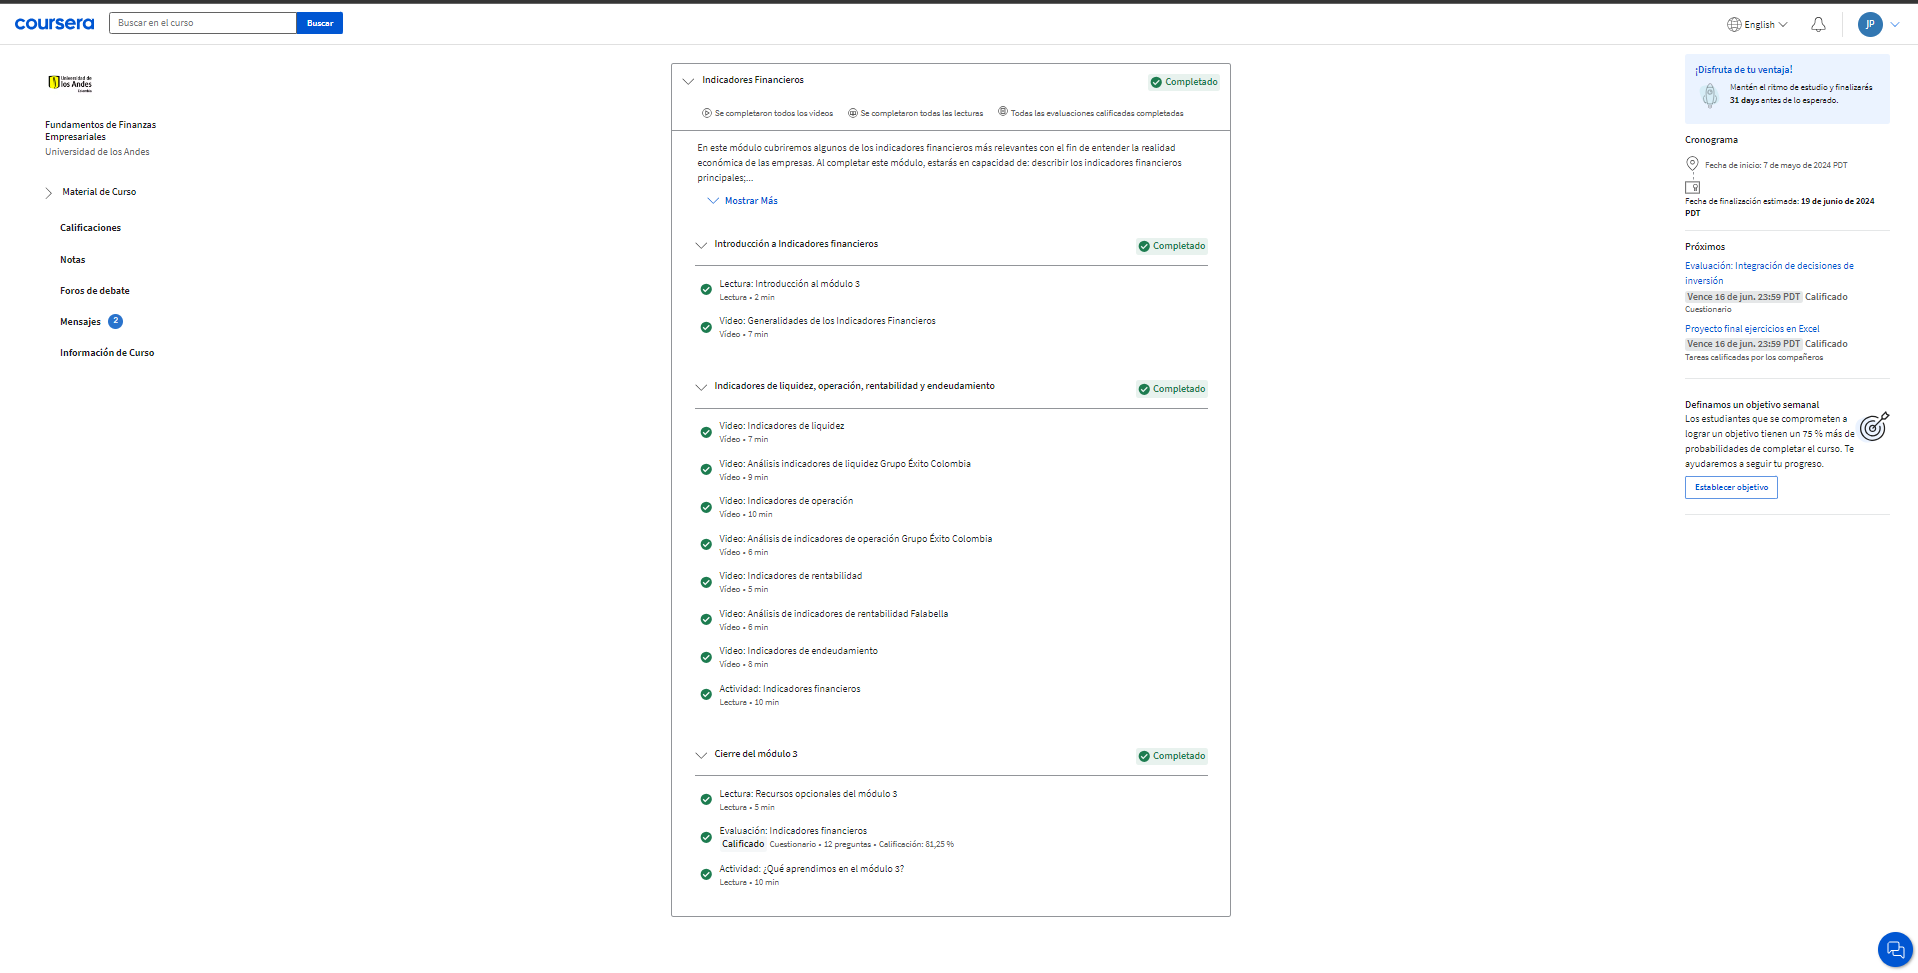 coursera
Buscar en el curso
Buscar
English
JP
Universidad de
los Andes
Colombia
Fundamentos de Finanzas
Empresariales
Universidad de los Andes
Material de Curso
Calificaciones
Notas
Foros de debate
Mensajes 2
Información de Curso
Indicadores Financieros
Completado
Se completaron todos los videos
Se completaron todas las lecturas
Todas las evaluaciones calificadas completadas
En este módulo cubriremos algunos de los indicadores financieros más relevantes con el fin de entender la realidad
económica de las empresas. Al completar este módulo, estarás en capacidad de: describir los indicadores financieros
principales;...
Mostrar Más
Introducción a Indicadores financieros
Completado
Lectura: Introducción al módulo 3
Lectura • 2 min
Video: Generalidades de los Indicadores Financieros
Vídeo • 7 min
Indicadores de liquidez, operación, rentabilidad y endeudamiento
Completado
Video: Indicadores de liquidez
Vídeo • 7 min
Video: Análisis indicadores de liquidez Grupo Éxito Colombia
Vídeo • 9 min
Video: Indicadores de operación
Vídeo • 10 min
Video: Análisis de indicadores de operación Grupo Éxito Colombia
Vídeo • 6 min
Video: Indicadores de rentabilidad
Vídeo • 5 min
Video: Análisis de indicadores de rentabilidad Falabella
Vídeo • 6 min
Video: Indicadores de endeudamiento
Vídeo • 8 min
Actividad: Indicadores financieros
Lectura • 10 min
Cierre del módulo 3
Completado
Lectura: Recursos opcionales del módulo 3
Lectura • 5 min
Evaluación: Indicadores financieros
Calificado Cuestionario • 12 preguntas • Calificación: 81,25 %
Actividad: ¿Qué aprendimos en el módulo 3?
Lectura • 10 min
¡Disfruta de tu ventaja!
Mantén el ritmo de estudio y finalizarás
31 days antes de lo esperado.
Cronograma
Fecha de inicio: 7 de mayo de 2024 PDT
Fecha de finalización estimada: 19 de junio de 2024
PDT
Próximos
Evaluación: Integración de decisiones de
inversión
Vence 16 de jun. 23:59 PDT Calificado
Cuestionario
Proyecto final ejercicios en Excel
Vence 16 de jun. 23:59 PDT Calificado
Tareas calificadas por los compañeros
Definamos un objetivo semanal
Los estudiantes que se comprometen a
lograr un objetivo tienen un 75 % más de
probabilidades de completar el curso. Te
ayudaremos a seguir tu progreso.
Establecer objetivo